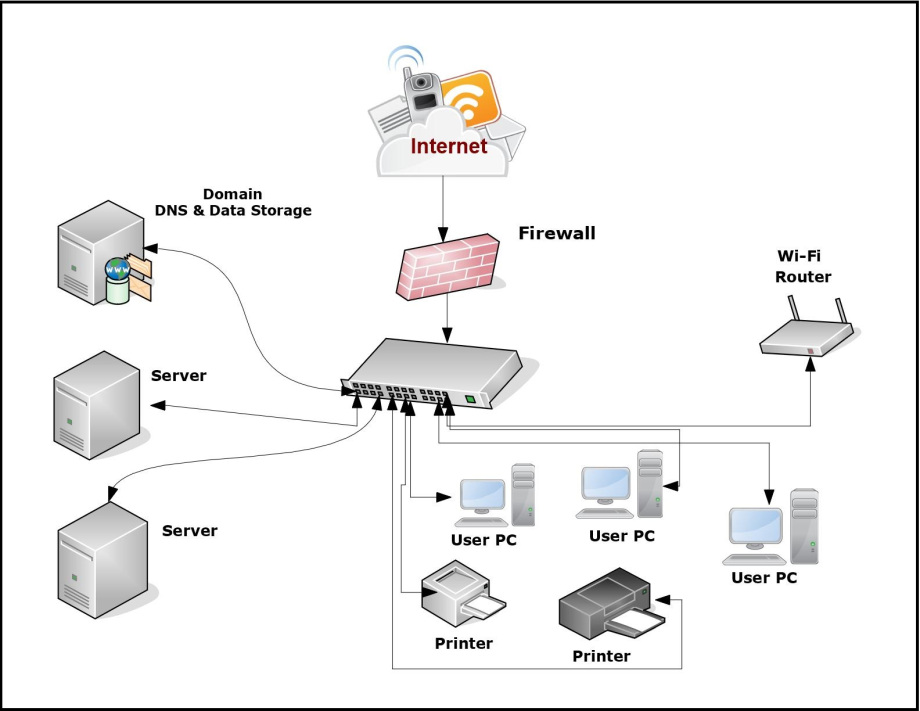 Internet
Domain
DNS & Data Storage
Firewall
Wi-Fi
Router
Server
Server
User PC
User PC
User PC
Printer
Printer
WWW